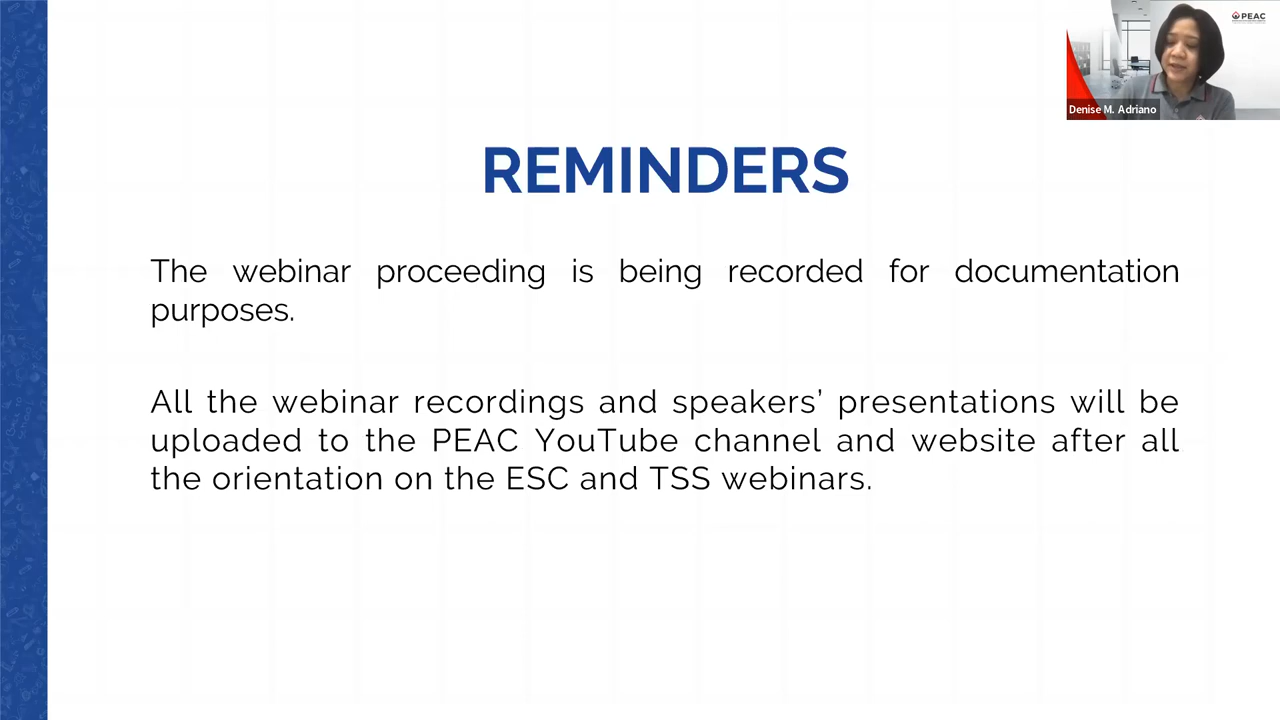 PEAC
Denise M. Adriano
REMINDERS
The webinar proceeding is being recorded for documentation
purposes.
All the webinar recordings and speakers’ presentations will be
uploaded to the PEAC YouTube channel and website after all
the orientation on the ESC and TSS webinars.